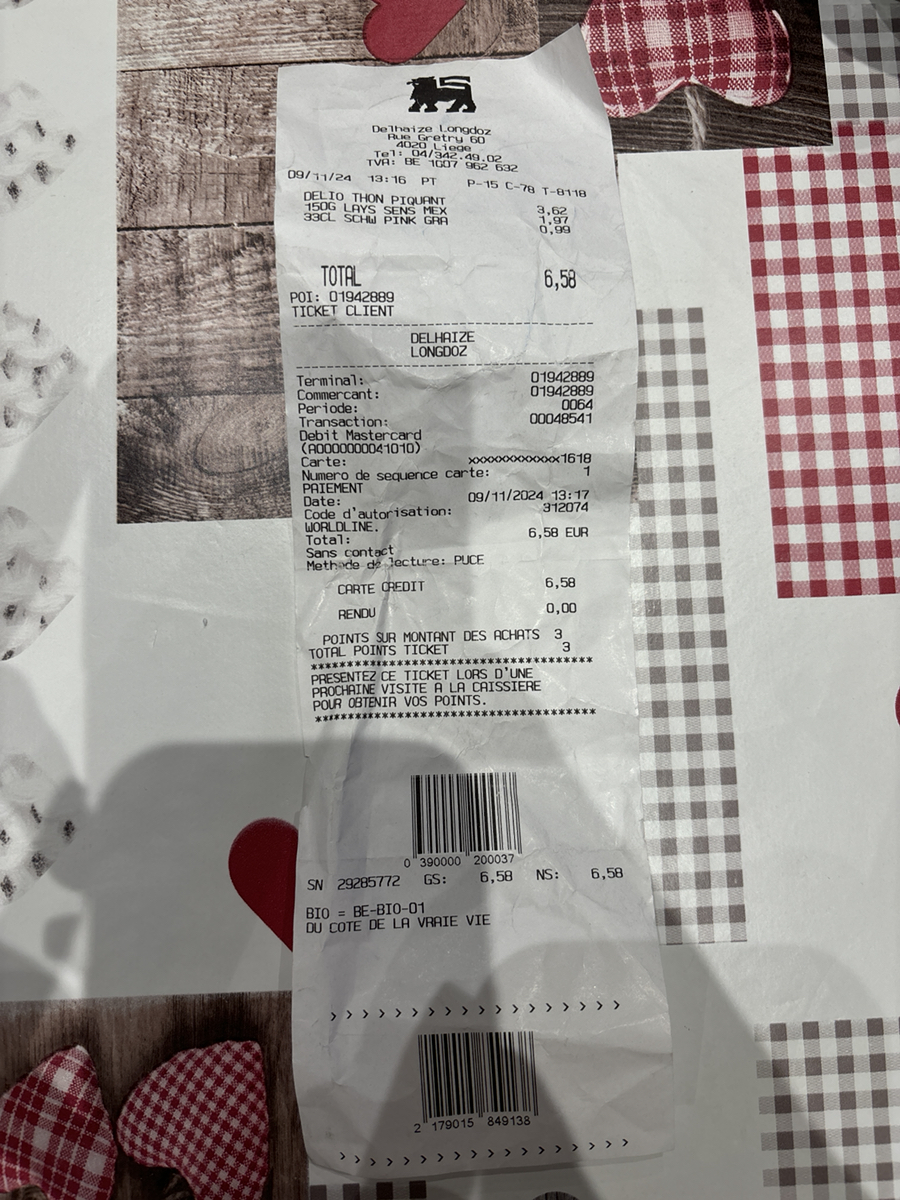 Delhaize Longdoz
Rue Gretry 60
4020 Liege
Tel: 04/342.49.02
TVA: BE 1007 962 632
09/11/24 13:16 PT P-15 C-78 T-8118
DELIO THON PIQUANT 3,62
150G LAYS SENS MEX 1,97
33CL SCHW PINK GRA 0,99
TOTAL 6,58
POI: 01942889
TICKET CLIENT
DELHAIZE
LONGDOZ
Terminal: 01942889
Commercant: 01942889
Periode: 0064
Transaction: 00048541
Debit Mastercard
(A0000000041010)
Carte: xxxxxxxxxxxx1618
Numero de sequence carte: 1
PAIEMENT
Date: 09/11/2024 13:17
Code d'autorisation: 312074
WORLDLINE.
Total: 6,58 EUR
Sans contact
Methode de lecture: PUCE
CARTE CREDIT 6,58
RENDU 0,00
POINTS SUR MONTANT DES ACHATS 3
TOTAL POINTS TICKET 3
************************************
PRESENTEZ CE TICKET LORS D'UNE
PROCHAINE VISITE A LA CAISSIERE
POUR OBTENIR VOS POINTS.
************************************
0 390000 200037
SN 29285772 GS: 6,58 NS: 6,58
BIO = BE-BIO-01
DU COTE DE LA VRAIE VIE
> > > > > > > > > > > > > > > > > >
2 179015 849138
> > > > > > > > > > > > > > > > > >